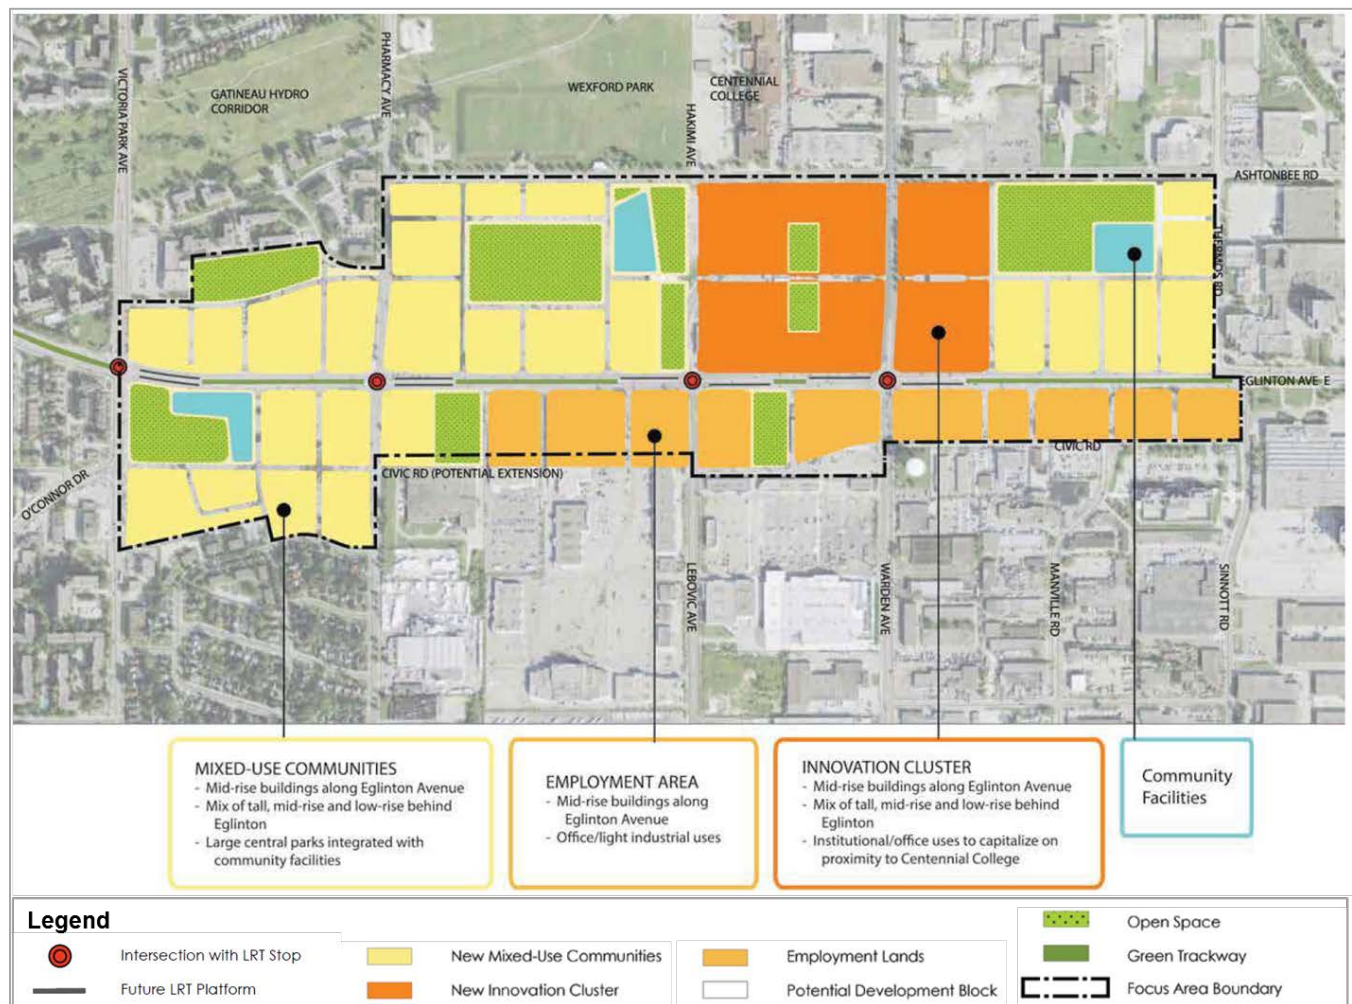 GATINEAU HYDRO
CORRIDOR
WEXFORD PARK
CENTENNIAL
COLLEGE
VICTORIA PARK AVE
PHARMACY AVE
HAKIMI AVE
ASHTONBEE RD
THERMOS RD
EGLINTON AVE E
O'CONNOR DR
CIVIC RD (POTENTIAL EXTENSION)
CIVIC RD
LEBOVIC AVE
WARDEN AVE
MANVILLE RD
SINNOTT RD
MIXED-USE COMMUNITIES
- Mid-rise buildings along Eglinton Avenue
- Mix of tall, mid-rise and low-rise behind
Eglinton
- Large central parks integrated with
community facilities
EMPLOYMENT AREA
- Mid-rise buildings along
Eglinton Avenue
- Office/light industrial uses
INNOVATION CLUSTER
- Mid-rise buildings along Eglinton Avenue
- Mix of tall, mid-rise and low-rise behind
Eglinton
- Institutional/office uses to capitalize on
proximity to Centennial College
Community
Facilities
Legend
Intersection with LRT Stop
Future LRT Platform
New Mixed-Use Communities
New Innovation Cluster
Employment Lands
Potential Development Block
Open Space
Green Trackway
Focus Area Boundary